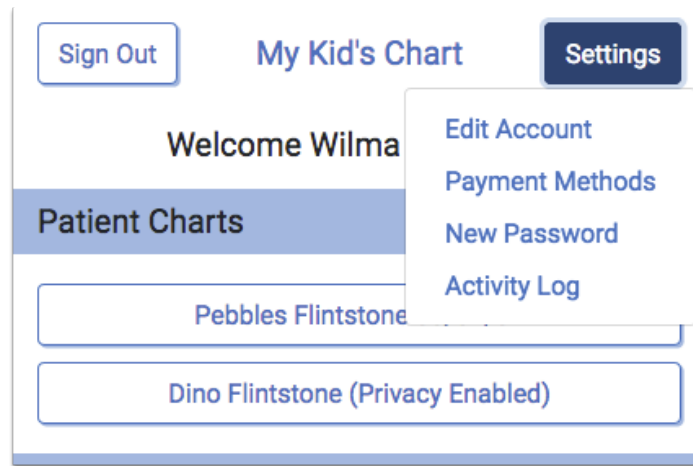 Sign Out My Kid's Chart Settings
Welcome Wilma
Edit Account
Payment Methods
New Password
Activity Log
Patient Charts
Pebbles Flintstone
Dino Flintstone (Privacy Enabled)